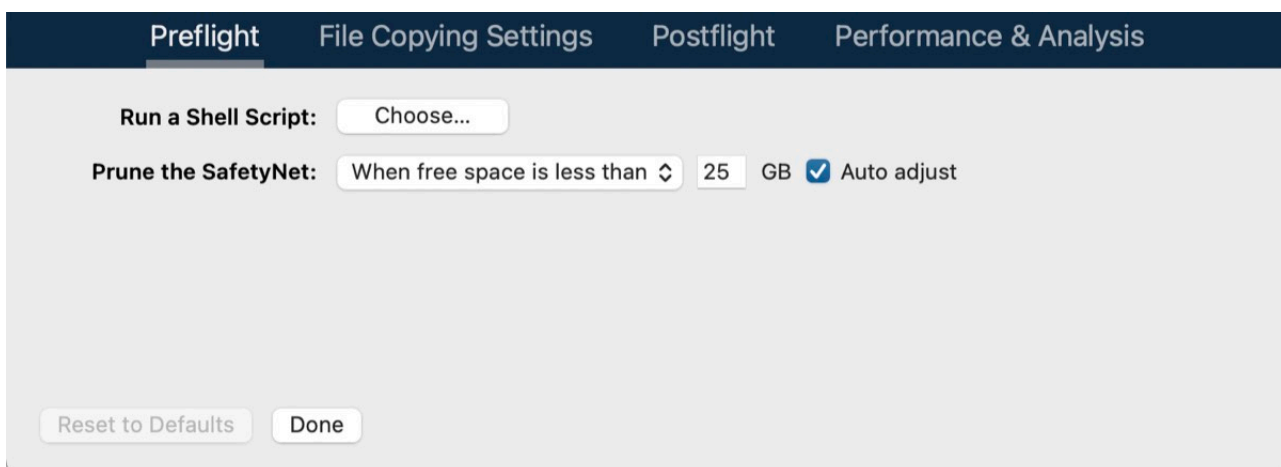 Preflight File Copying Settings Postflight Performance & Analysis
Run a Shell Script: Choose...
Prune the SafetyNet: When free space is less than 25 GB Auto adjust
Reset to Defaults Done